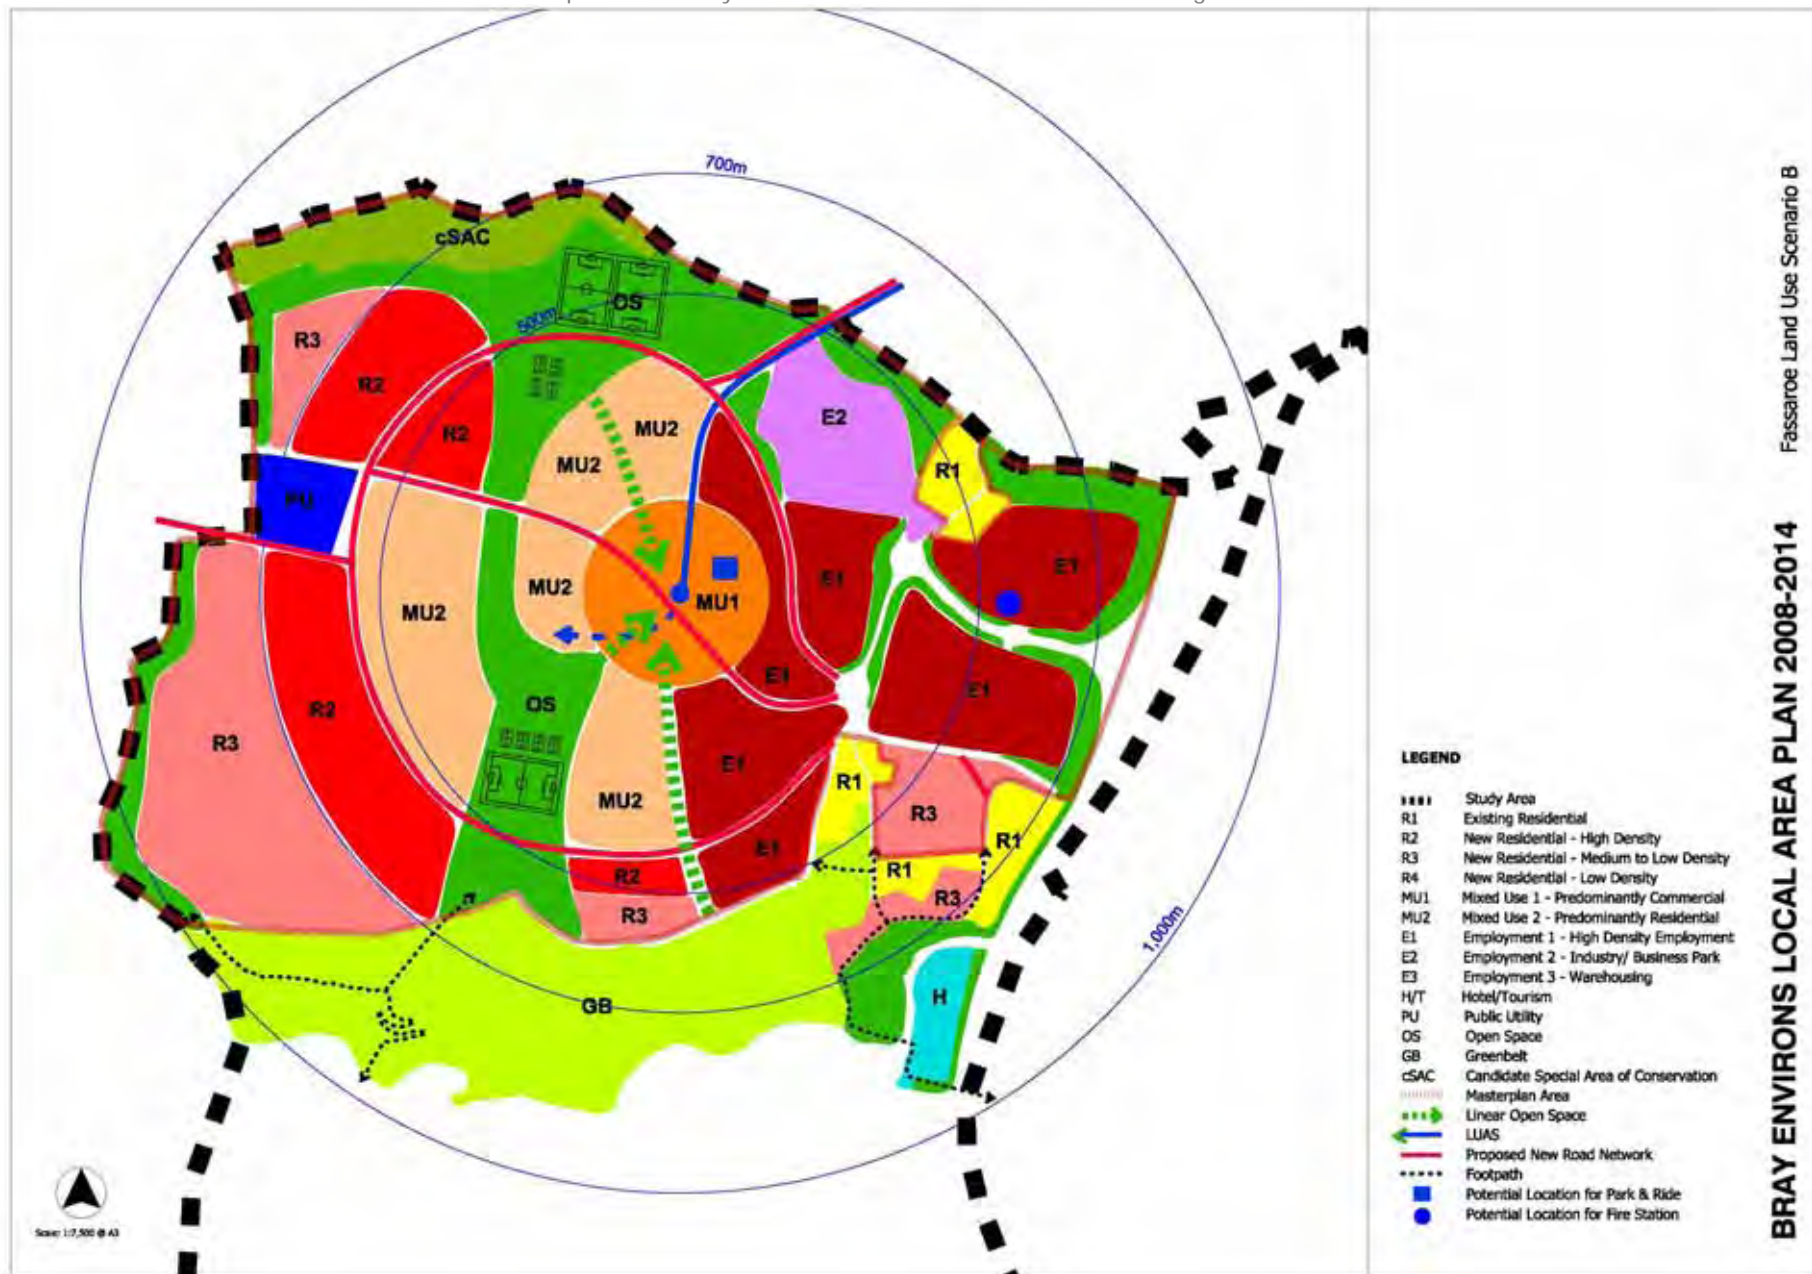 700m
cSAC
OS
500m
R3
R2
R2
MU2
E2
MU2
R1
PU
E1
E1
MU2
MU1
MU2
E1
E1
R2
OS
R3
E1
R1
MU2
R3
R1
E1
R1
R2
R3
R3
1,000m
H
GB
Scale: 1:7,500 @ A3
LEGEND
Study Area
R1 Existing Residential
R2 New Residential - High Density
R3 New Residential - Medium to Low Density
R4 New Residential - Low Density
MU1 Mixed Use 1 - Predominantly Commercial
MU2 Mixed Use 2 - Predominantly Residential
E1 Employment 1 - High Density Employment
E2 Employment 2 - Industry/ Business Park
E3 Employment 3 - Warehousing
H/T Hotel/Tourism
PU Public Utility
OS Open Space
GB Greenbelt
cSAC Candidate Special Area of Conservation
Masterplan Area
Linear Open Space
LUAS
Proposed New Road Network
Footpath
Potential Location for Park & Ride
Potential Location for Fire Station
Fassaroe Land Use Scenario B
BRAY ENVIRONS LOCAL AREA PLAN 2008-2014